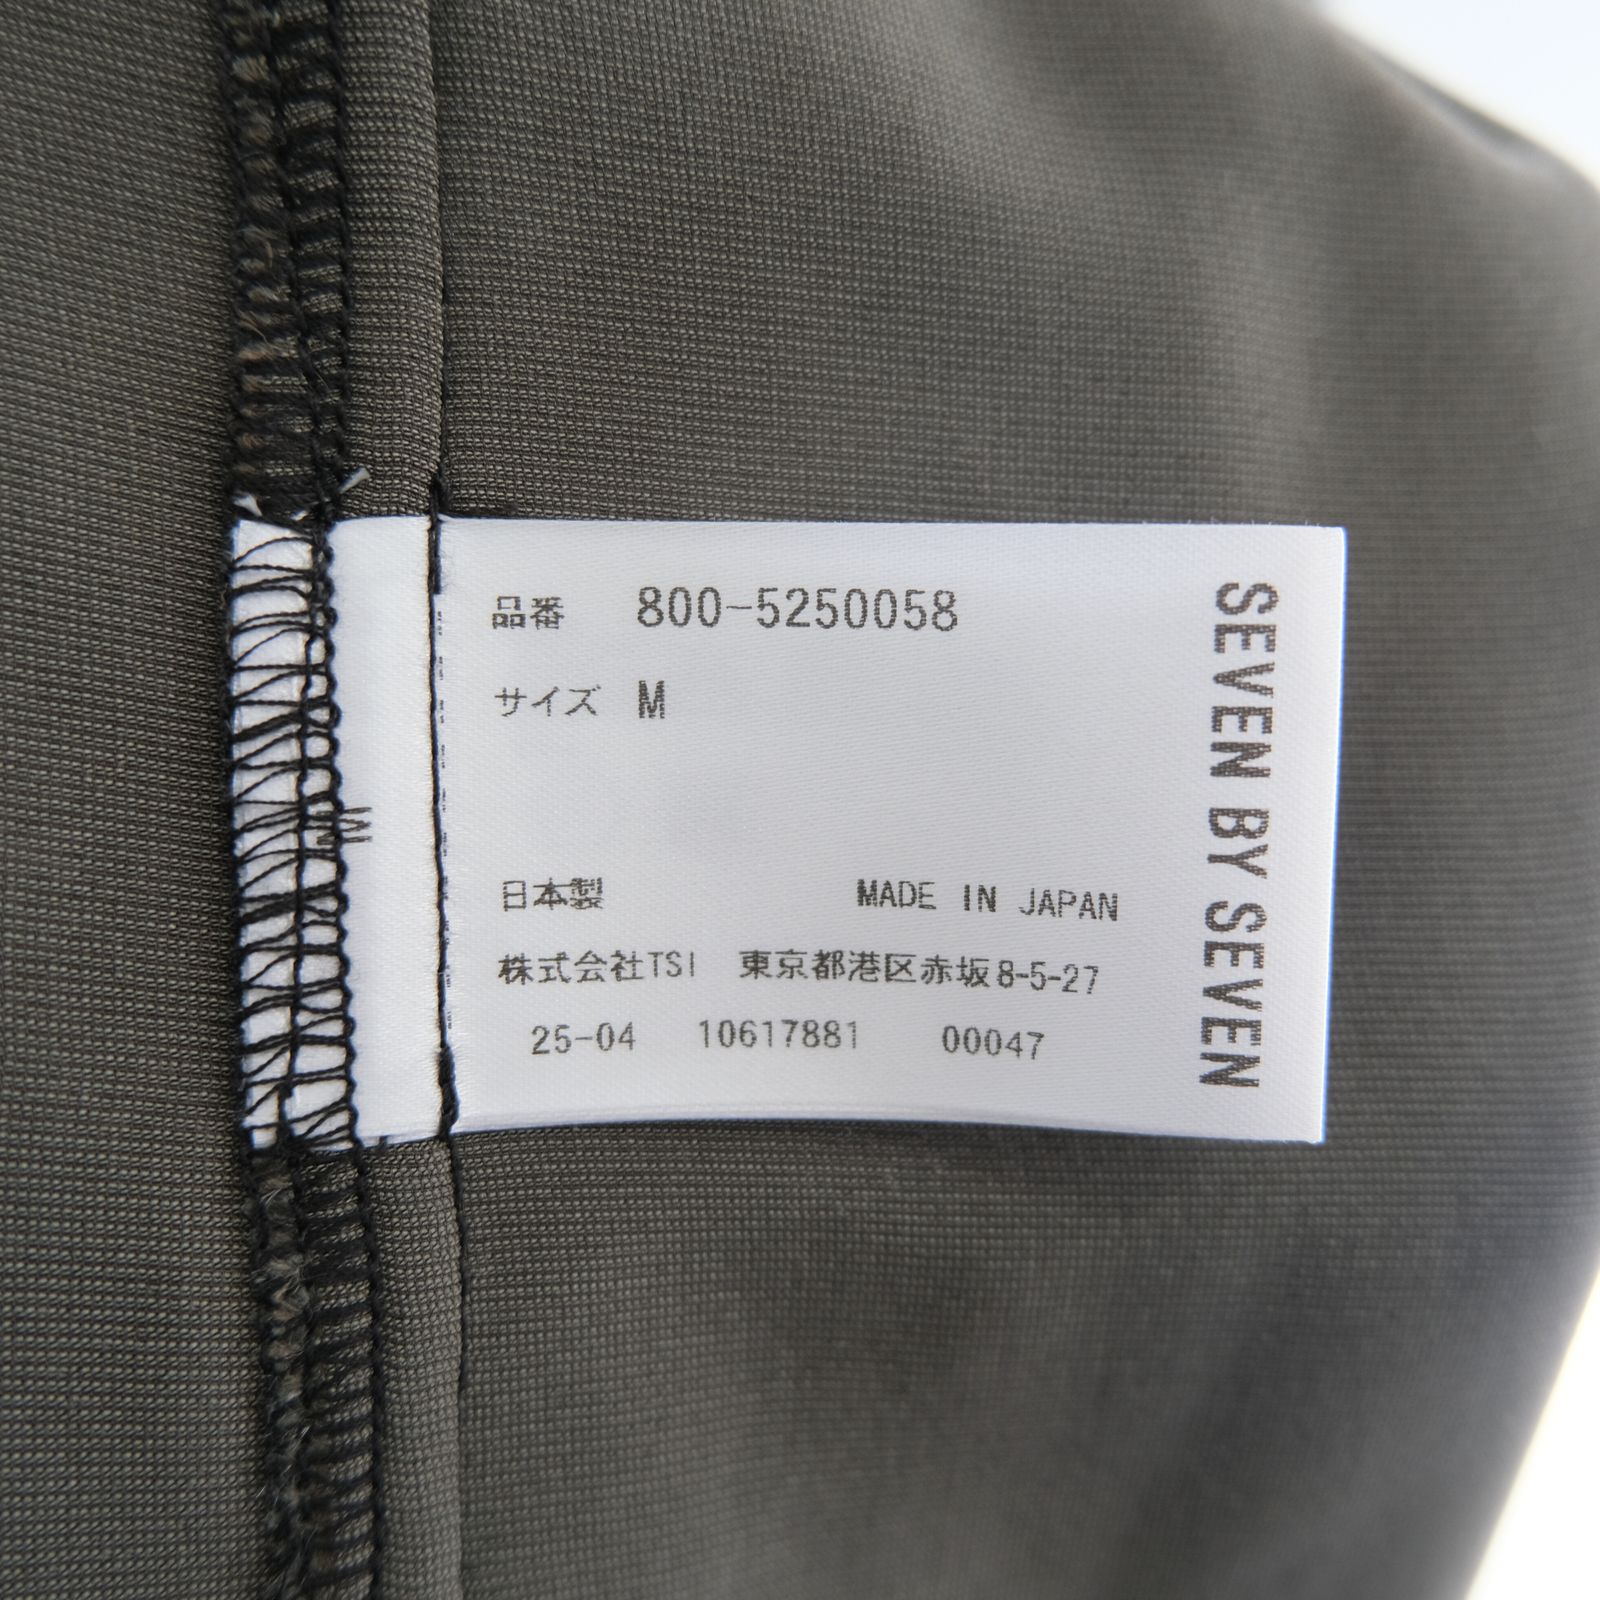 品番 800-5250058
サイズ M
日本製 MADE IN JAPAN
株式会社TSI 東京都港区赤坂8-5-27
25-04 10617881 00047
SEVEN BY SEVEN